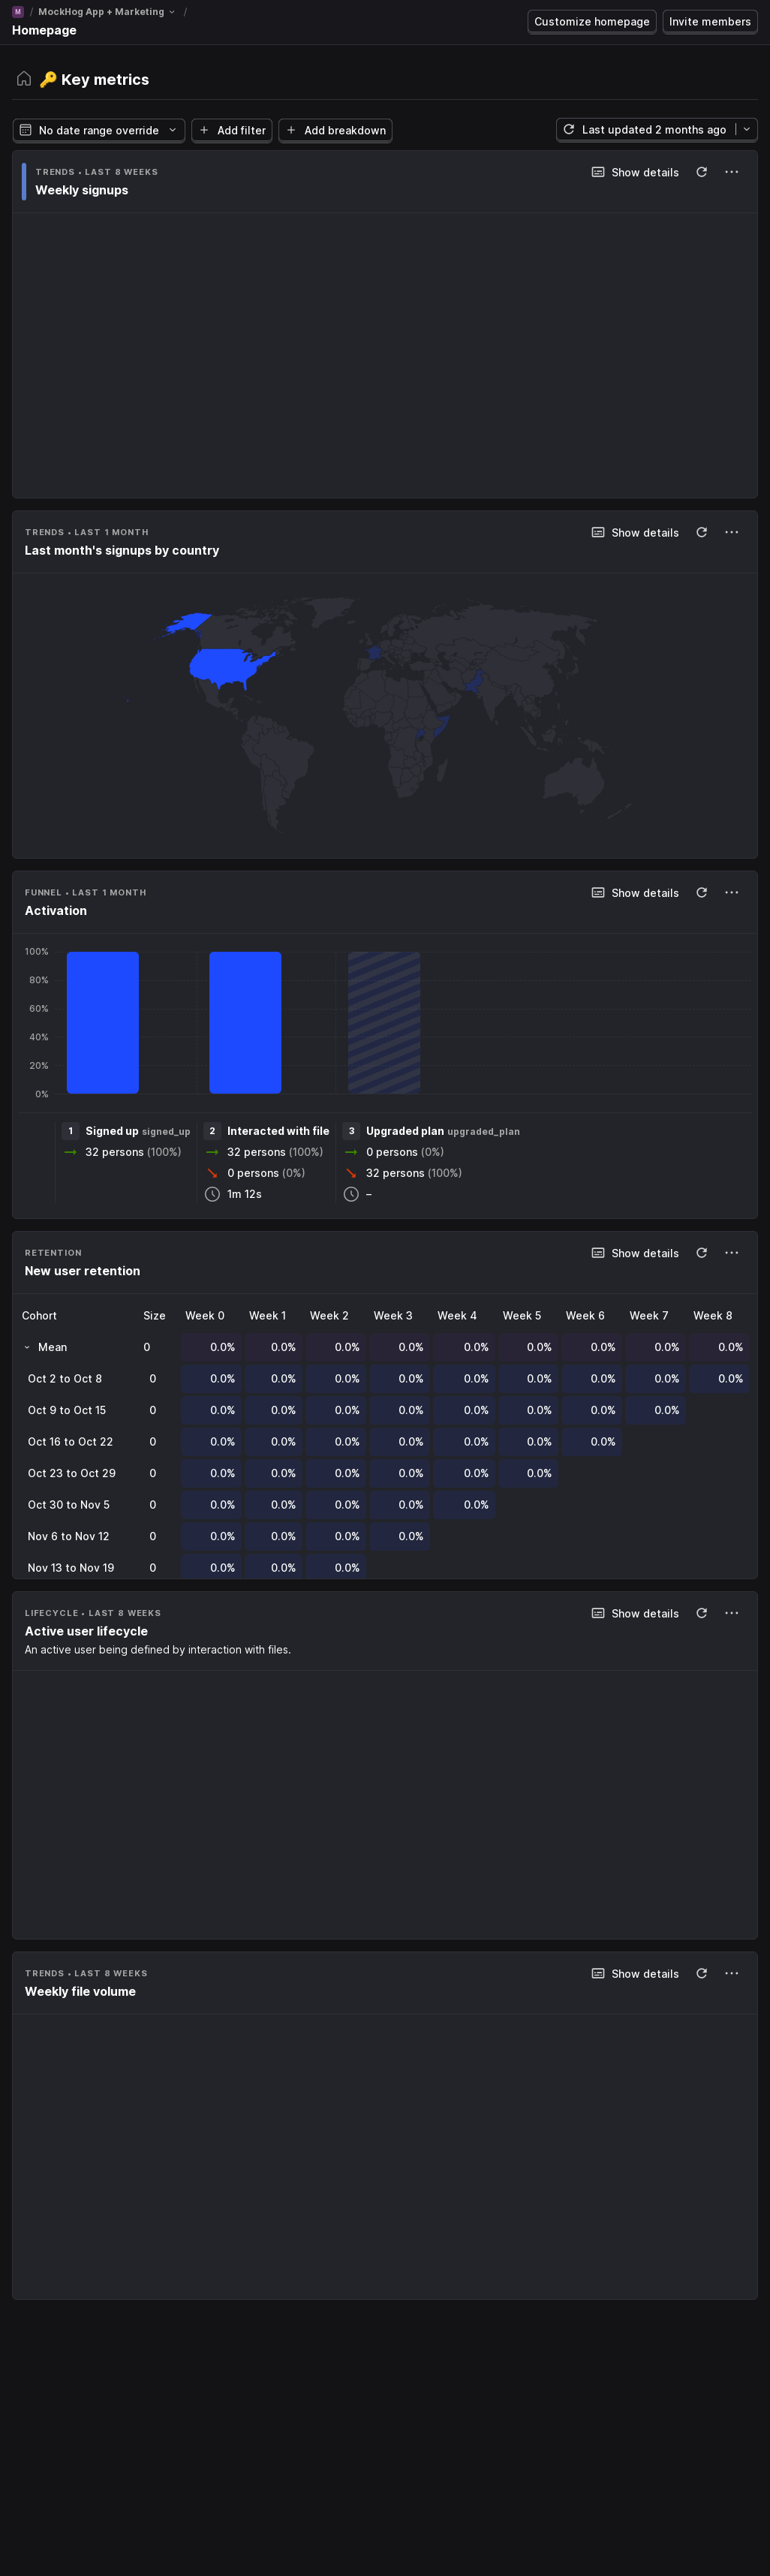 M / MockHog App + Marketing /
Homepage
Customize homepage
Invite members
🔑 Key metrics
No date range override
Add filter
Add breakdown
Last updated 2 months ago
TRENDS • LAST 8 WEEKS
Show details
Weekly signups
TRENDS • LAST 1 MONTH
Show details
Last month's signups by country
FUNNEL • LAST 1 MONTH
Show details
Activation
100%
80%
60%
40%
20%
0%
1 Signed up signed_up
32 persons (100%)
2 Interacted with file
32 persons (100%)
0 persons (0%)
1m 12s
3 Upgraded plan upgraded_plan
0 persons (0%)
32 persons (100%)
–
RETENTION
Show details
New user retention
Cohort Size Week 0 Week 1 Week 2 Week 3 Week 4 Week 5 Week 6 Week 7 Week 8
Mean 0 0.0% 0.0% 0.0% 0.0% 0.0% 0.0% 0.0% 0.0% 0.0%
Oct 2 to Oct 8 0 0.0% 0.0% 0.0% 0.0% 0.0% 0.0% 0.0% 0.0% 0.0%
Oct 9 to Oct 15 0 0.0% 0.0% 0.0% 0.0% 0.0% 0.0% 0.0% 0.0%
Oct 16 to Oct 22 0 0.0% 0.0% 0.0% 0.0% 0.0% 0.0% 0.0%
Oct 23 to Oct 29 0 0.0% 0.0% 0.0% 0.0% 0.0% 0.0%
Oct 30 to Nov 5 0 0.0% 0.0% 0.0% 0.0% 0.0%
Nov 6 to Nov 12 0 0.0% 0.0% 0.0% 0.0%
Nov 13 to Nov 19 0 0.0% 0.0% 0.0%
LIFECYCLE • LAST 8 WEEKS
Show details
Active user lifecycle
An active user being defined by interaction with files.
TRENDS • LAST 8 WEEKS
Show details
Weekly file volume